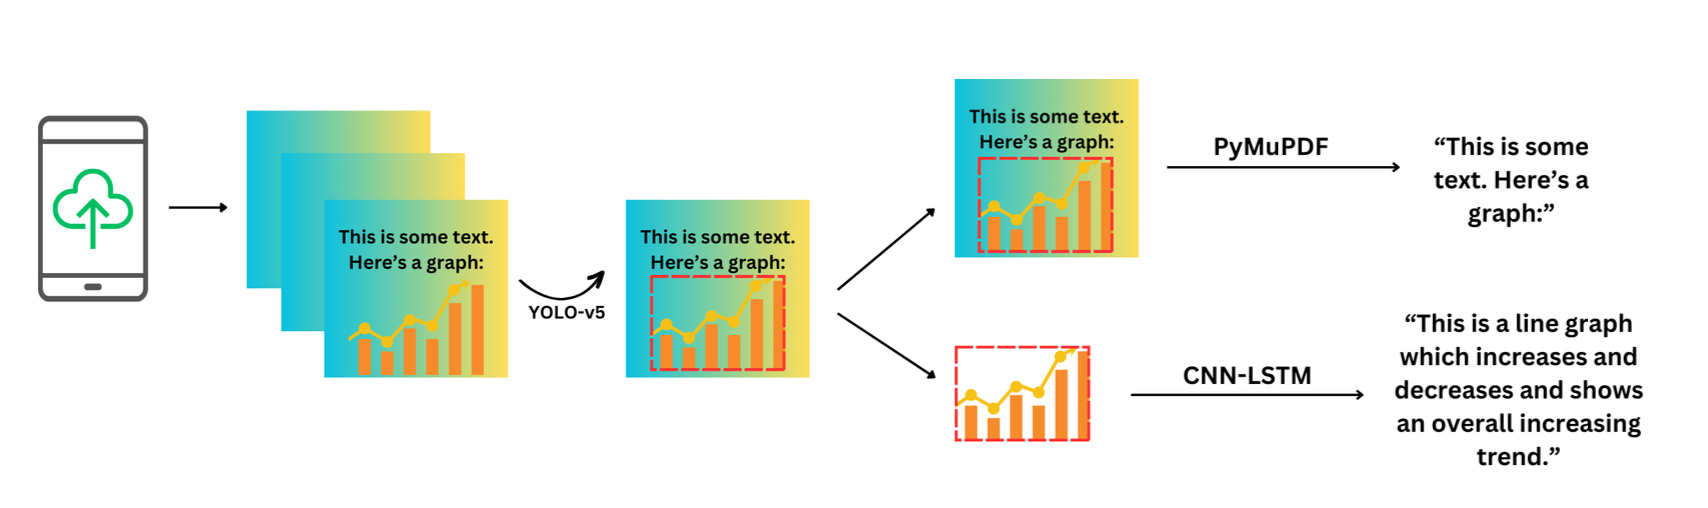 This is some text.
Here's a graph:
YOLO-v5
This is some text.
Here's a graph:
This is some text.
Here's a graph:
PyMuPDF
“This is some
text. Here’s a
graph:”
CNN-LSTM
“This is a line graph
which increases and
decreases and shows
an overall increasing
trend.”